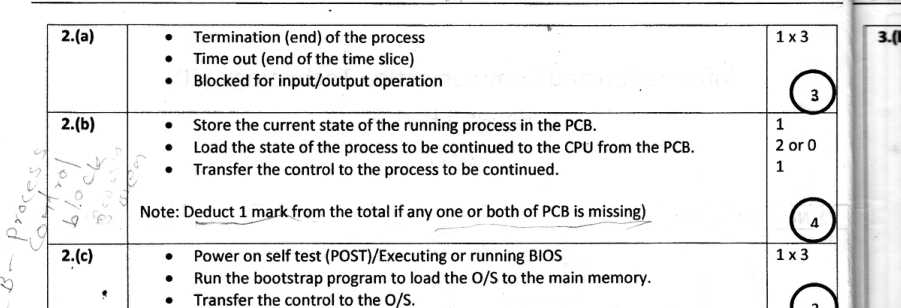 2.(a)
• Termination (end) of the process
1 x 3
• Time out (end of the time slice)
• Blocked for input/output operation
3
2.(b)
• Store the current state of the running process in the PCB.
1
• Load the state of the process to be continued to the CPU from the PCB.
2 or 0
• Transfer the control to the process to be continued.
1
Note: Deduct 1 mark from the total if any one or both of PCB is missing)
4
2.(c)
• Power on self test (POST)/Executing or running BIOS
1 x 3
• Run the bootstrap program to load the O/S to the main memory.
• Transfer the control to the O/S.
B - process
control
block